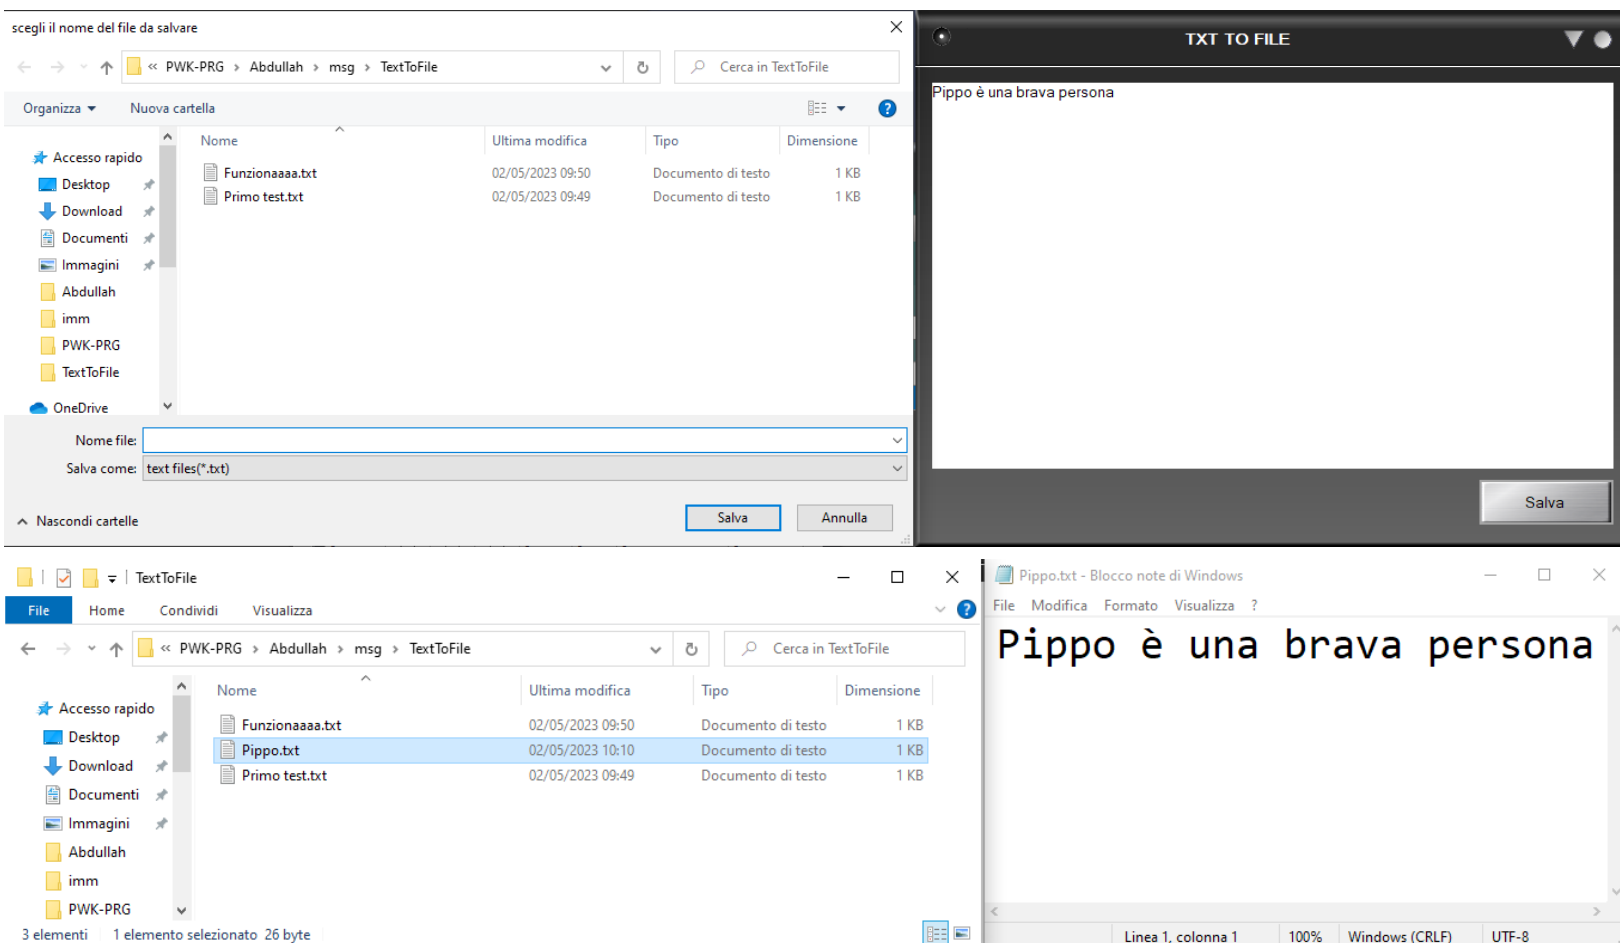 scegli il nome del file da salvare
« PWK-PRG › Abdullah › msg › TextToFile
Cerca in TextToFile
Organizza
Nuova cartella
Nome
Ultima modifica
Tipo
Dimensione
Funzionaaaa.txt 02/05/2023 09:50 Documento di testo 1 KB
Primo test.txt 02/05/2023 09:49 Documento di testo 1 KB
Accesso rapido
Desktop
Download
Documenti
Immagini
Abdullah
imm
PWK-PRG
TextToFile
OneDrive
Nome file:
Salva come: text files(*.txt)
Nascondi cartelle
Salva
Annulla
TXT TO FILE
Pippo è una brava persona
Salva
TextToFile
File Home Condividi Visualizza
« PWK-PRG › Abdullah › msg › TextToFile
Cerca in TextToFile
Nome
Ultima modifica
Tipo
Dimensione
Funzionaaaa.txt 02/05/2023 09:50 Documento di testo 1 KB
Pippo.txt 02/05/2023 10:10 Documento di testo 1 KB
Primo test.txt 02/05/2023 09:49 Documento di testo 1 KB
Accesso rapido
Desktop
Download
Documenti
Immagini
Abdullah
imm
PWK-PRG
3 elementi 1 elemento selezionato 26 byte
Pippo.txt - Blocco note di Windows
File Modifica Formato Visualizza ?
Pippo è una brava persona
Linea 1, colonna 1 100% Windows (CRLF) UTF-8